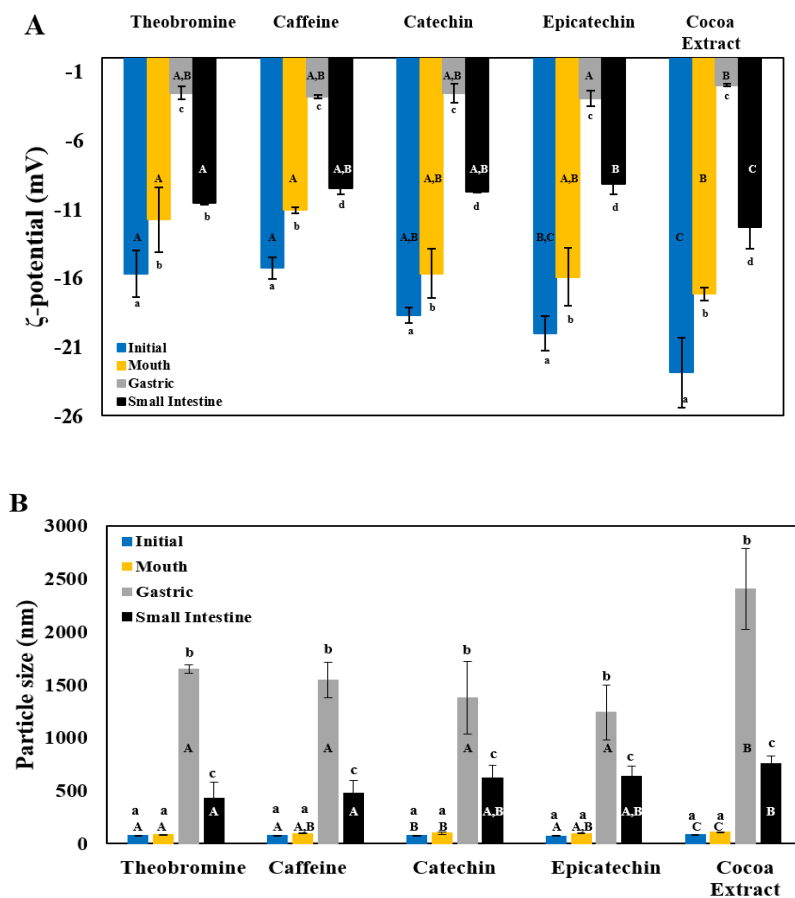 A
Theobromine Caffeine Catechin Epicatechin Cocoa
Extract
ζ-potential (mV)
-1
-6
-11
-16
-21
-26
A,B A,B A,B A B
c c c c c
A A A,B A,B B
A A,B A,B B C
b d d d d
A A A,B B,C C
b b b b b
a a a a a
Initial
Mouth
Gastric
Small Intestine
B
Particle size (nm)
3000
2500
2000
1500
1000
500
0
Initial
Mouth
Gastric
Small Intestine
b b b b b
A A A A B
c c c c c
a a a a a a a a a a
A A A A,B B B A A,B C C
A A A,B A,B B
Theobromine Caffeine Catechin Epicatechin Cocoa
Extract